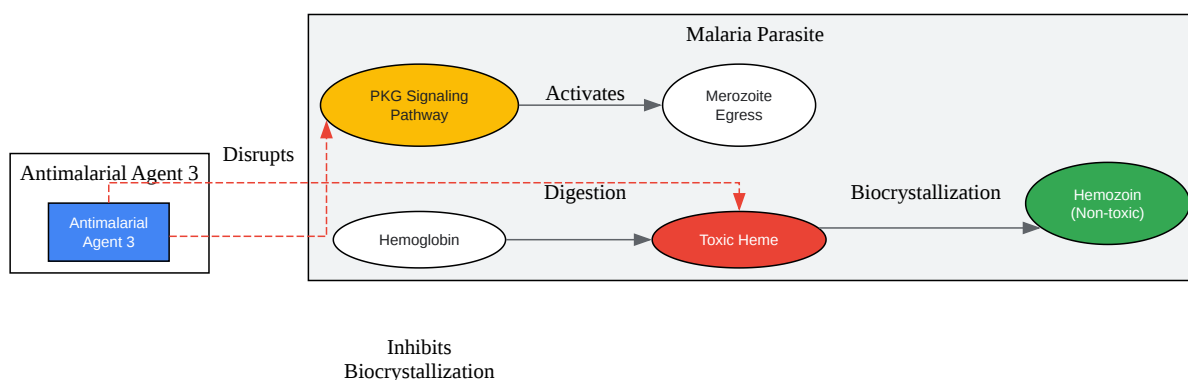 Malaria Parasite
PKG Signaling
Pathway
Activates
Merozoite
Egress
Disrupts
Antimalarial Agent 3
Antimalarial
Agent 3
Digestion
Biocrystallization
Hemozoin
(Non-toxic)
Hemoglobin
Toxic Heme
Inhibits
Biocrystallization